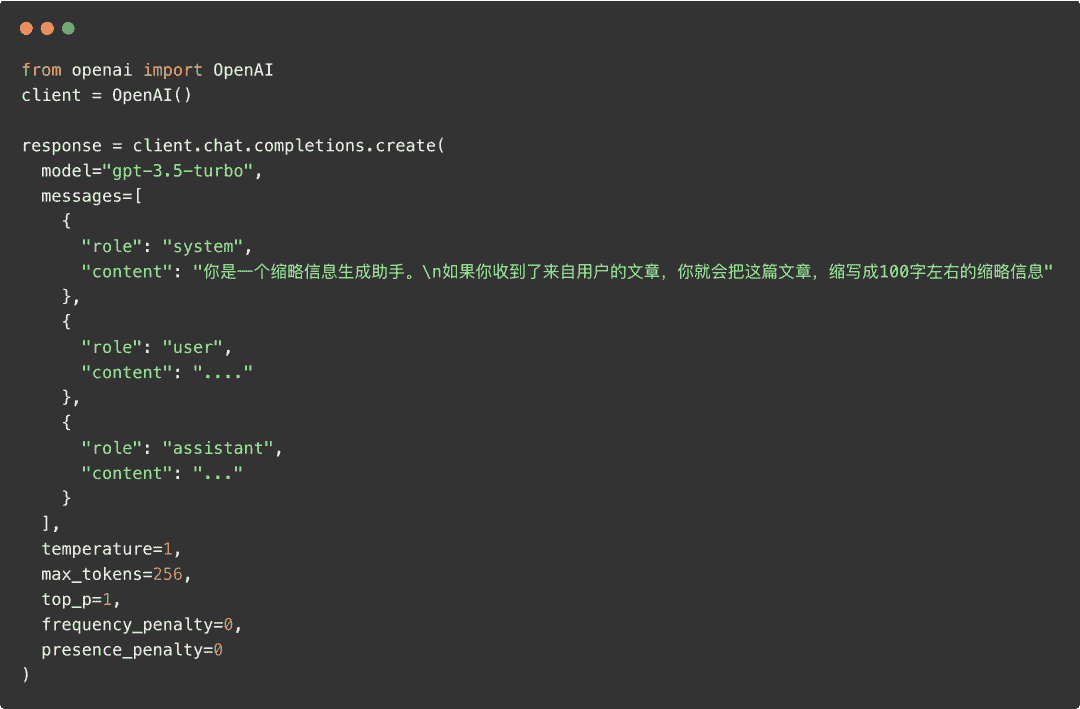 from openai import OpenAI
client = OpenAI()

response = client.chat.completions.create(
  model="gpt-3.5-turbo",
  messages=[
    {
      "role": "system",
      "content": "你是一个缩略信息生成助手。\n如果你收到了来自用户的文章，你就会把这篇文章，缩写成100字左右的缩略信息"
    },
    {
      "role": "user",
      "content": "...."
    },
    {
      "role": "assistant",
      "content": "..."
    }
  ],
  temperature=1,
  max_tokens=256,
  top_p=1,
  frequency_penalty=0,
  presence_penalty=0
)